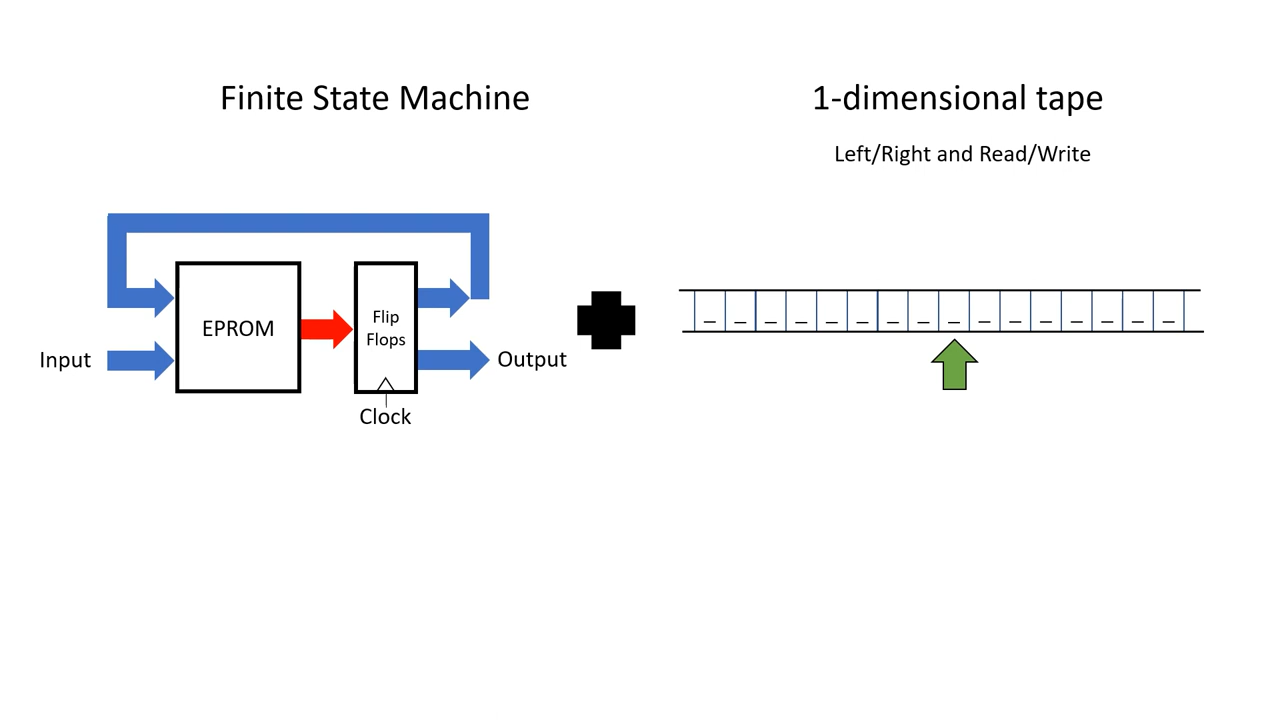 Finite State Machine
1-dimensional tape
Left/Right and Read/Write
EPROM
Flip
Flops
Input
Output
Clock
_ _ _ _ _ _ _ _ _ _ _ _ _ _ _ _